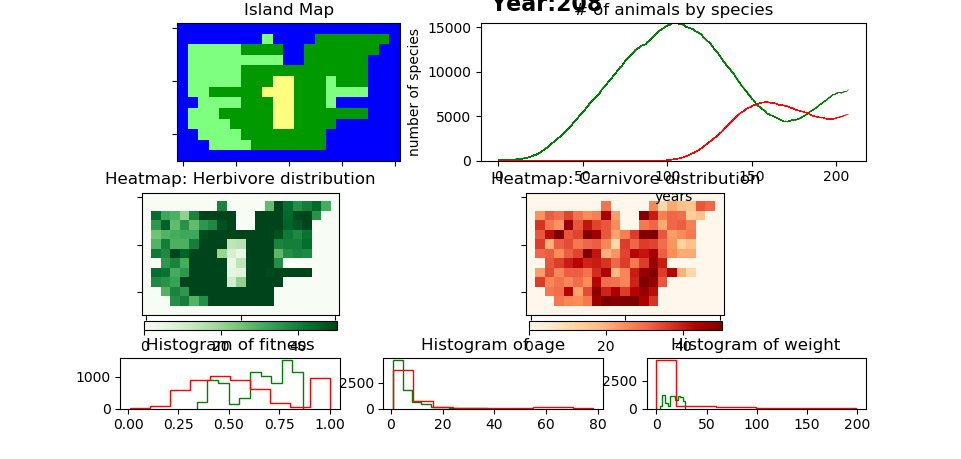 Year:208
Island Map
# of animals by species
number of species
15000
10000
5000
0
0 50 100 150 200
years
Heatmap: Herbivore distribution
Heatmap: Carnivore distribution
0 20 40
0 20 40
Histogram of fitness
Histogram of age
Histogram of weight
1000
0
0.00 0.25 0.50 0.75 1.00
2500
0
0 20 40 60 80
2500
0
0 50 100 150 200